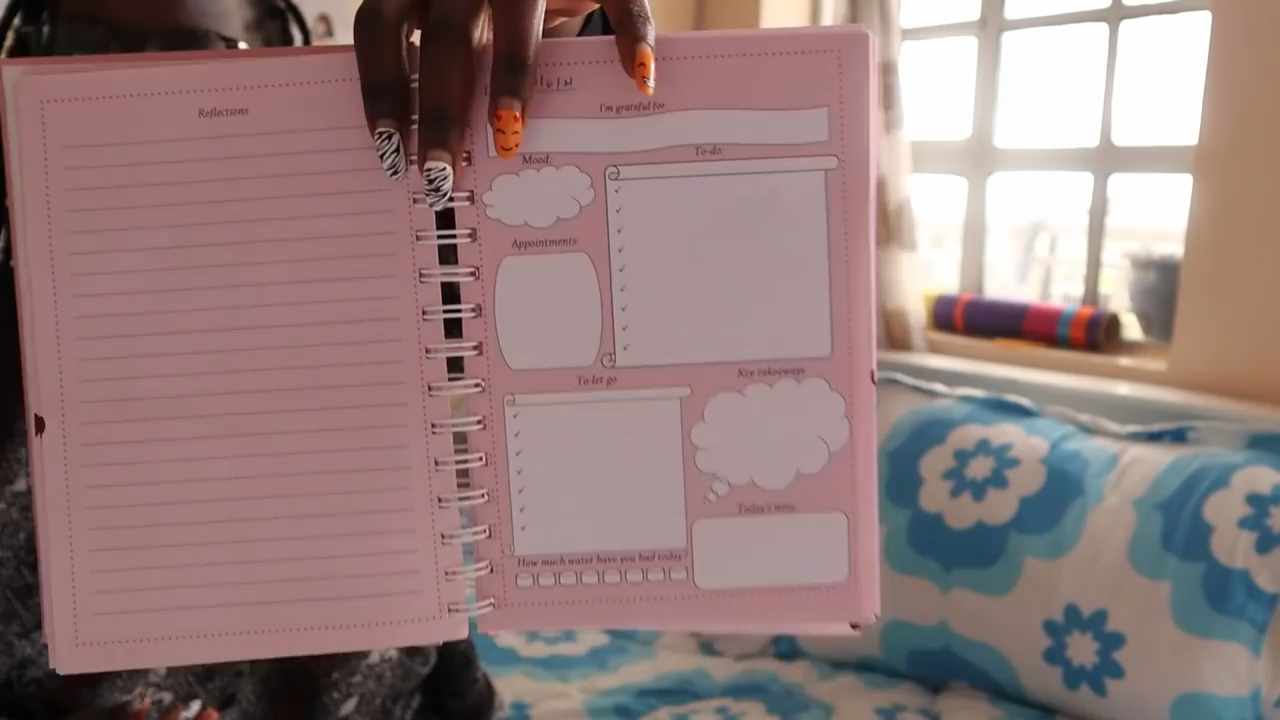 Reflections
I'm grateful for
Mood:
To-do:
Appointments
To let go
Key takeaways
Today's wins
How much water have you had today?